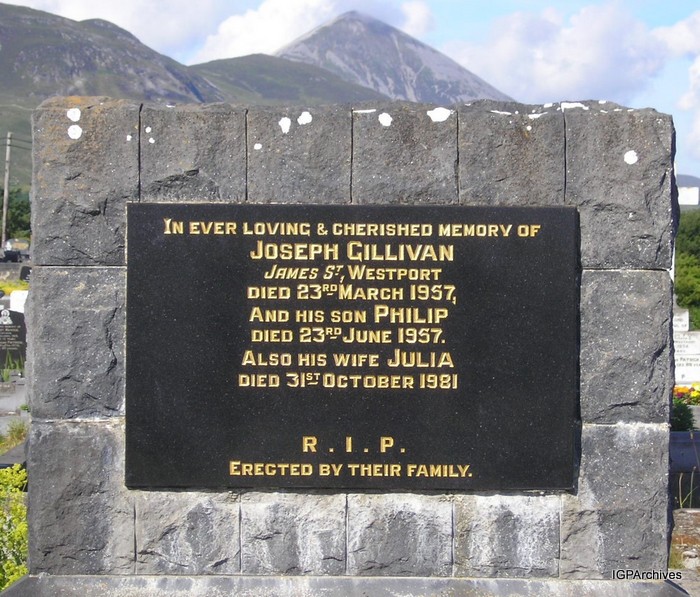 In ever loving & cherished memory of
Joseph Gillivan
James St, Westport
died 23rd March 1957,
And his son Philip
died 23rd June 1957.
Also his wife Julia
died 31st October 1981
R.I.P.
Erected by their family.
IGPArchives